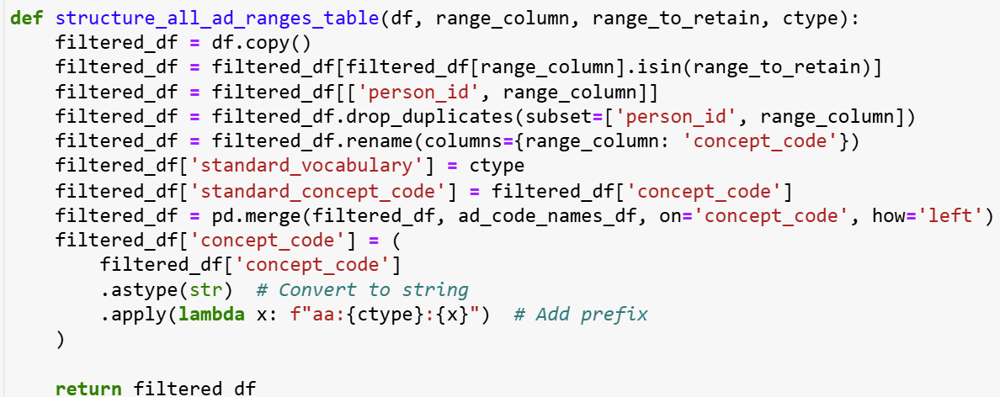 def structure_all_ad_ranges_table(df, range_column, range_to_retain, ctype):
    filtered_df = df.copy()
    filtered_df = filtered_df[filtered_df[range_column].isin(range_to_retain)]
    filtered_df = filtered_df[['person_id', range_column]]
    filtered_df = filtered_df.drop_duplicates(subset=['person_id', range_column])
    filtered_df = filtered_df.rename(columns={range_column: 'concept_code'})
    filtered_df['standard_vocabulary'] = ctype
    filtered_df['standard_concept_code'] = filtered_df['concept_code']
    filtered_df = pd.merge(filtered_df, ad_code_names_df, on='concept_code', how='left')
    filtered_df['concept_code'] = (
        filtered_df['concept_code']
        .astype(str)  # Convert to string
        .apply(lambda x: f"aa:{ctype}:{x}")  # Add prefix
    )
    return filtered_df